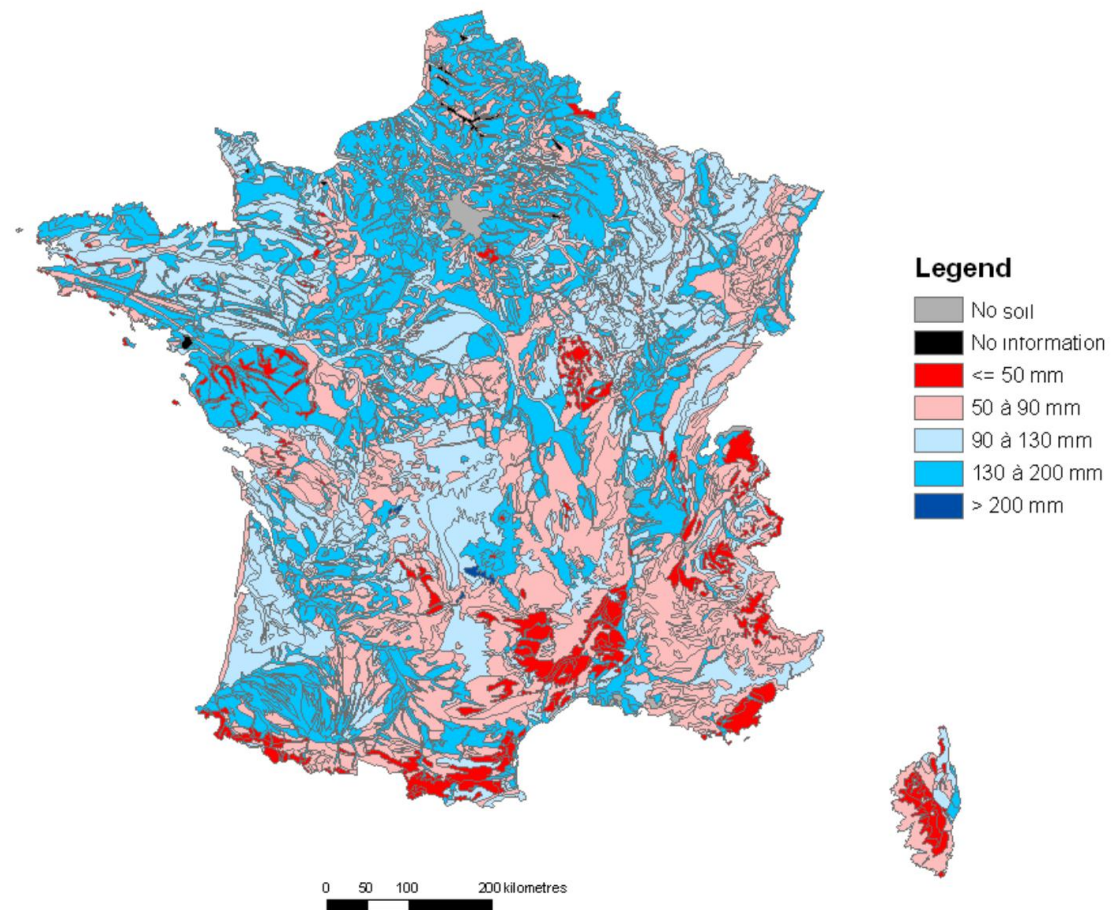 Legend
No soil
No information
<= 50 mm
50 à 90 mm
90 à 130 mm
130 à 200 mm
> 200 mm
0 50 100 200 kilometres